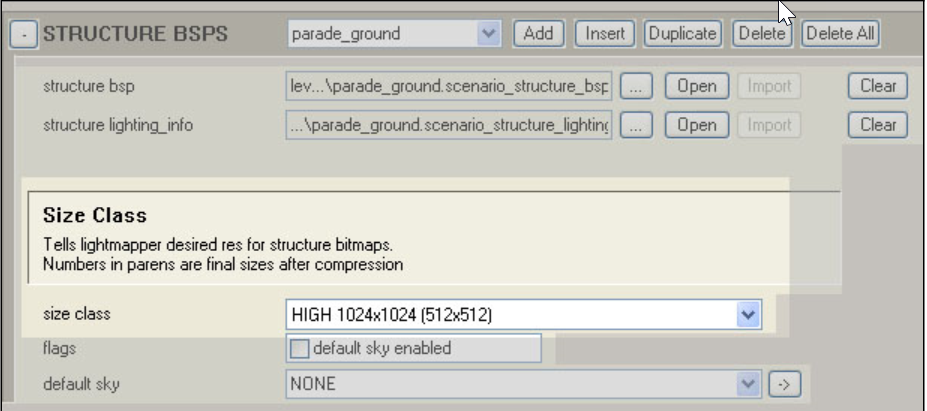 - STRUCTURE BSPS parade_ground Add Insert Duplicate Delete Delete All
structure bsp lev...\parade_ground.scenario_structure_bsp ... Open Import Clear
structure lighting_info ...\parade_ground.scenario_structure_lighting ... Open Import Clear
Size Class
Tells lightmapper desired res for structure bitmaps.
Numbers in parens are final sizes after compression
size class HIGH 1024x1024 (512x512)
flags default sky enabled
default sky NONE ->